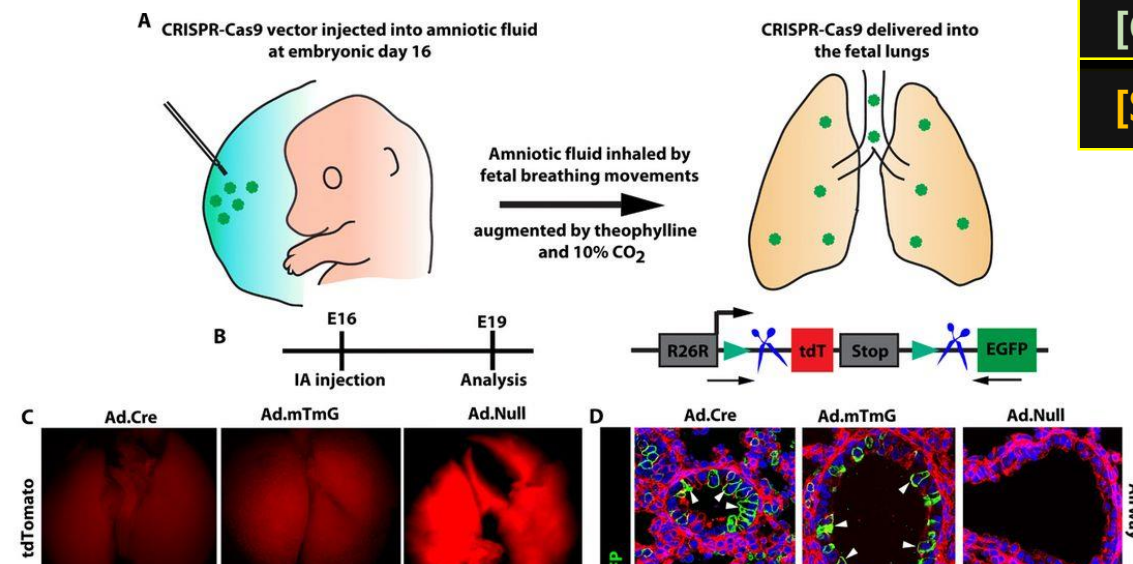 A
CRISPR-Cas9 vector injected into amniotic fluid
at embryonic day 16
CRISPR-Cas9 delivered into
the fetal lungs
Amniotic fluid inhaled by
fetal breathing movements
augmented by theophylline
and 10% CO2
B
E16
E19
IA injection
Analysis
R26R
tdT
Stop
EGFP
C
Ad.Cre
Ad.mTmG
Ad.Null
tdTomato
D
Ad.Cre
Ad.mTmG
Ad.Null